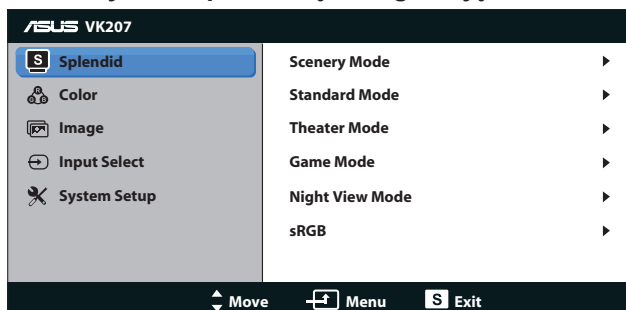 ASUS VK207
S Splendid
Color
Image
Input Select
System Setup
Scenery Mode
Standard Mode
Theater Mode
Game Mode
Night View Mode
sRGB
Move Menu S Exit